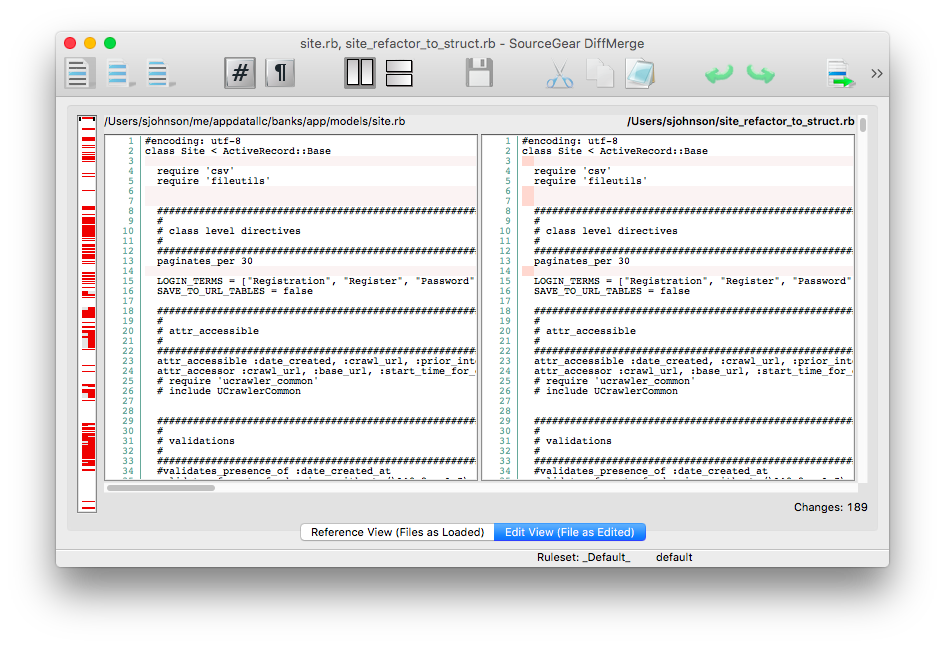 site.rb, site_refactor_to_struct.rb - SourceGear DiffMerge
# ¶ »
/Users/sjohnson/me/appdatallc/banks/app/models/site.rb
/Users/sjohnson/site_refactor_to_struct.rb
1 #encoding: utf-8
2 class Site < ActiveRecord::Base
3
4 require 'csv'
5 require 'fileutils'
6
7
8 #####################################################
9 #
10 # class level directives
11 #
12 #####################################################
13 paginates_per 30
14
15 LOGIN_TERMS = ["Registration", "Register", "Password"
16 SAVE_TO_URL_TABLES = false
17
18 #####################################################
19 #
20 # attr_accessible
21 #
22 #####################################################
23 attr_accessible :date_created, :crawl_url, :prior_int
24 attr_accessor :crawl_url, :base_url, :start_time_for_
25 # require 'ucrawler_common'
26 # include UCrawlerCommon
27
28
29 #####################################################
30 #
31 # validations
32 #
33 #####################################################
34 #validates_presence_of :date_created_at
1 #encoding: utf-8
2 class Site < ActiveRecord::Base
3
4 require 'csv'
5 require 'fileutils'
6
7
8 #####################################################
9 #
10 # class level directives
11 #
12 #####################################################
13 paginates_per 30
14
15 LOGIN_TERMS = ["Registration", "Register", "Password"
16 SAVE_TO_URL_TABLES = false
17
18 #####################################################
19 #
20 # attr_accessible
21 #
22 #####################################################
23 attr_accessible :date_created, :crawl_url, :prior_inte
24 attr_accessor :crawl_url, :base_url, :start_time_for_c
25 # require 'ucrawler_common'
26 # include UCrawlerCommon
27
28
29 #####################################################
30 #
31 # validations
32 #
33 #####################################################
34 #validates_presence_of :date_created_at
Changes: 189
Reference View (Files as Loaded) Edit View (File as Edited)
Ruleset: _Default_ default